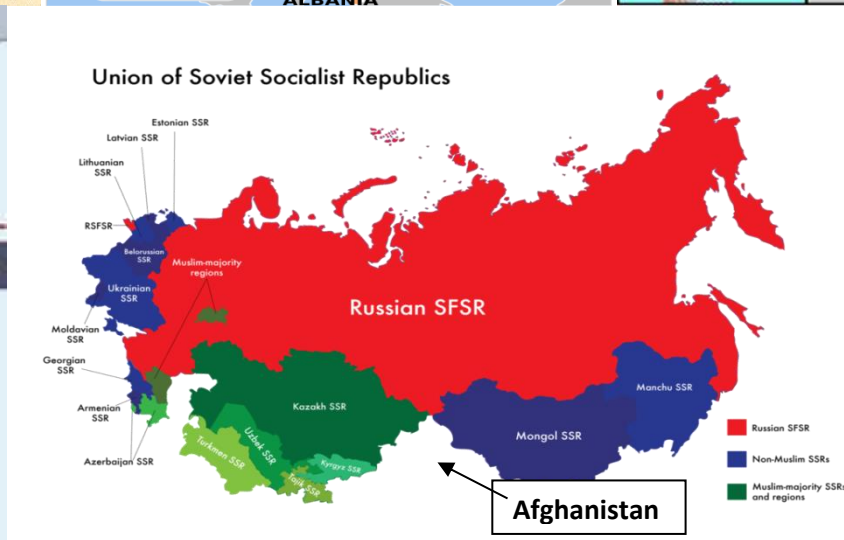 ALBANIA
Union of Soviet Socialist Republics
Estonian SSR
Latvian SSR
Lithuanian
SSR
RSFSR
Belorussian
SSR
Muslim-majority
regions
Ukrainian
SSR
Russian SFSR
Moldavian
SSR
Georgian
SSR
Manchu SSR
Kazakh SSR
Armenian
SSR
Mongol SSR
Uzbek SSR
Turkmen SSR
Kyrgyz SSR
Azerbaijan SSR
Tajik SSR
Russian SFSR
Non-Muslim SSRs
Muslim-majority SSRs
and regions
Afghanistan